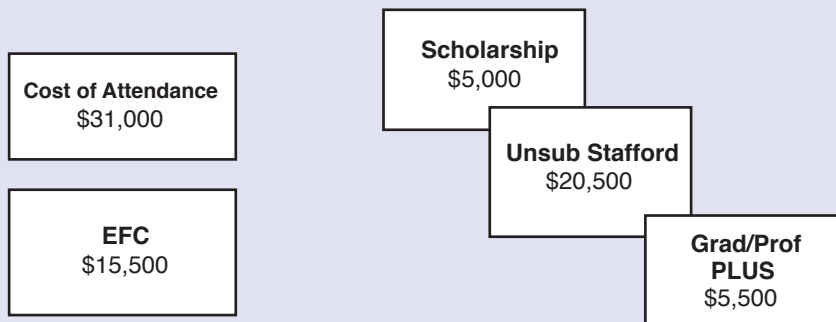 Cost of Attendance
$31,000
EFC
$15,500
Scholarship
$5,000
Unsub Stafford
$20,500
Grad/Prof
PLUS
$5,500